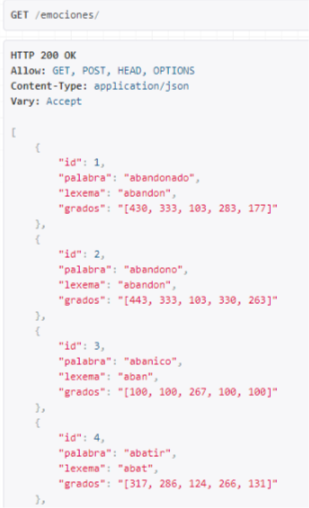 GET /emociones/
HTTP 200 OK
Allow: GET, POST, HEAD, OPTIONS
Content-Type: application/json
Vary: Accept
[
{
"id": 1,
"palabra": "abandonado",
"lexema": "abandon",
"grados": "[430, 333, 103, 283, 177]"
},
{
"id": 2,
"palabra": "abandono",
"lexema": "abandon",
"grados": "[443, 333, 103, 330, 263]"
},
{
"id": 3,
"palabra": "abanico",
"lexema": "aban",
"grados": "[100, 100, 267, 100, 100]"
},
{
"id": 4,
"palabra": "abatir",
"lexema": "abat",
"grados": "[317, 286, 124, 266, 131]"
},